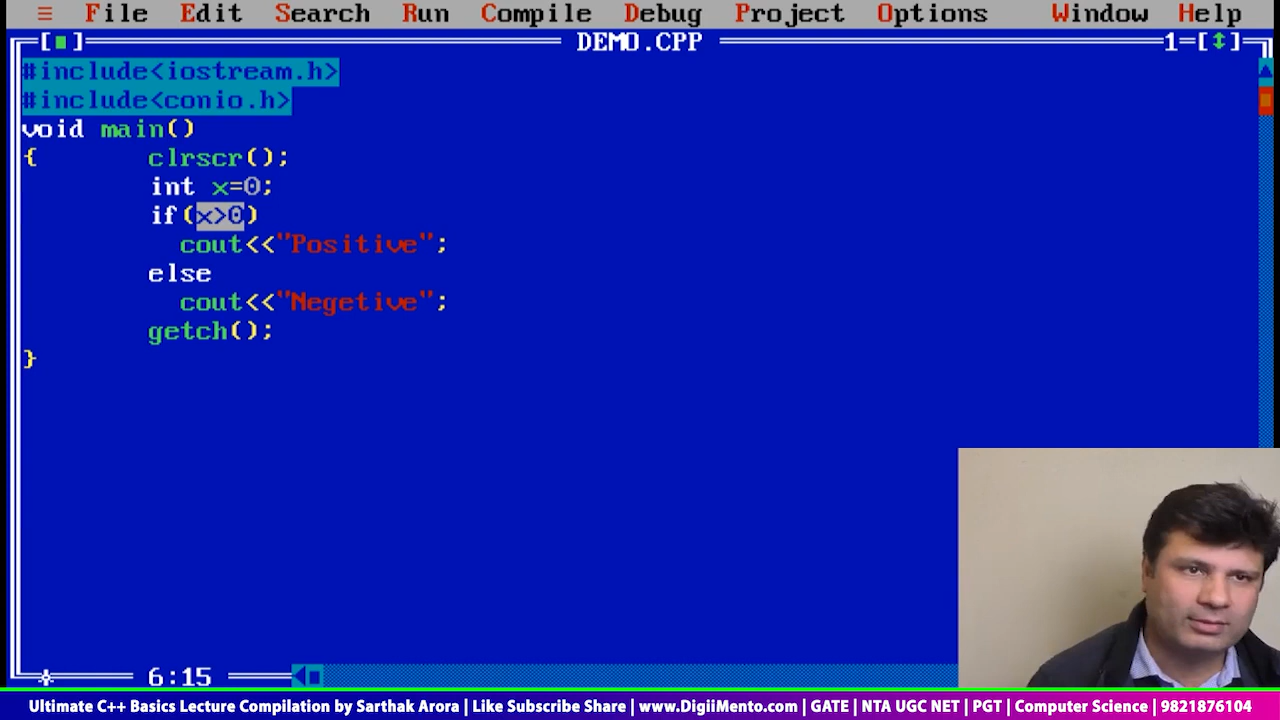 ≡ File Edit Search Run Compile Debug Project Options Window Help
[■] DEMO.CPP 1=[↕]
#include<iostream.h>
#include<conio.h>
void main()
{ clrscr();
int x=0;
if(x>0)
cout<<"Positive";
else
cout<<"Negetive";
getch();
}
6:15
Ultimate C++ Basics Lecture Compilation by Sarthak Arora | Like Subscribe Share | www.DigiiMento.com | GATE | NTA UGC NET | PGT | Computer Science | 9821876104